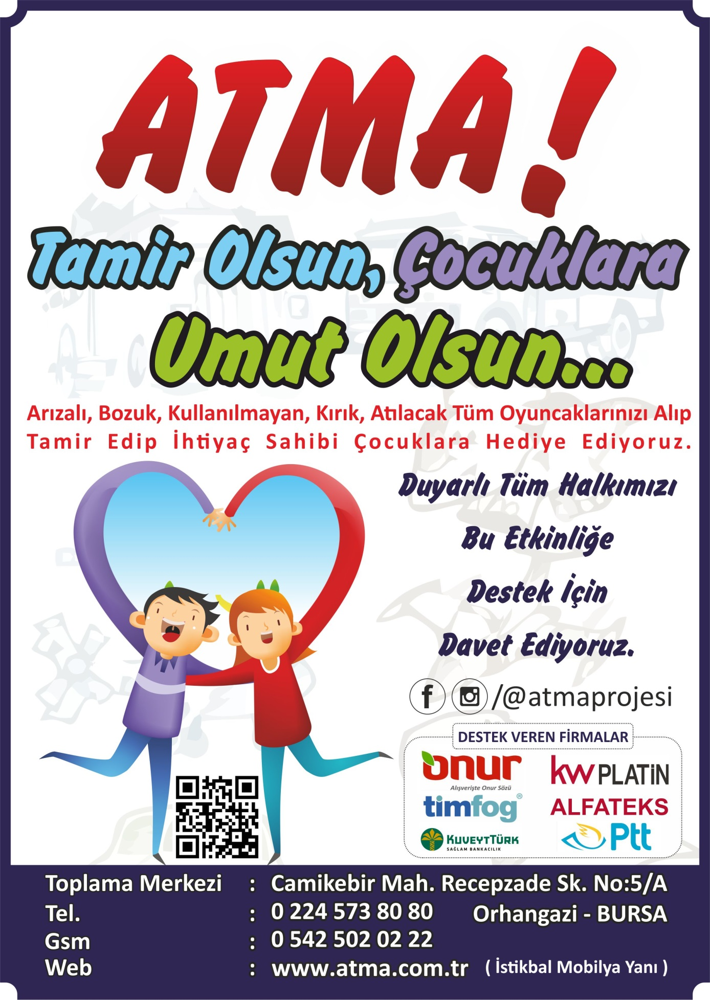 ATMA!
Tamir Olsun, Çocuklara
Umut Olsun...
Arızalı, Bozuk, Kullanılmayan, Kırık, Atılacak Tüm Oyuncaklarınızı Alıp
Tamir Edip İhtiyaç Sahibi Çocuklara Hediye Ediyoruz.
Duyarlı Tüm Halkımızı
Bu Etkinliğe
Destek İçin
Davet Ediyoruz.
f /@atmaprojesi
DESTEK VEREN FİRMALAR
onur
Alışverişte Onur Sözü
kw PLATİN
timfog®
ALFATEKS
KUVEYTTÜRK
SAĞLAM BANKACILIK
Ptt
Toplama Merkezi : Camikebir Mah. Recepzade Sk. No:5/A
Tel. : 0 224 573 80 80 Orhangazi - BURSA
Gsm : 0 542 502 02 22
Web : www.atma.com.tr ( İstikbal Mobilya Yanı )